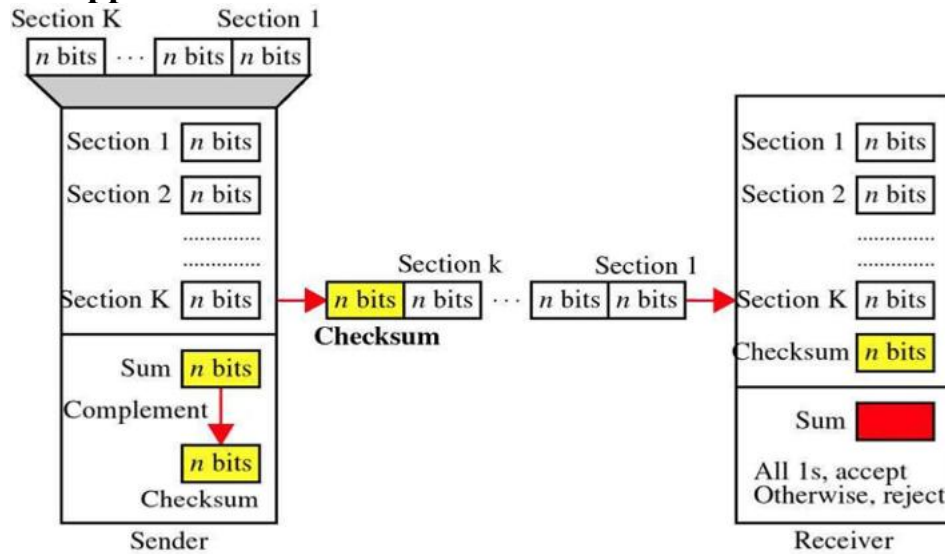 Section K Section 1
n bits ... n bits n bits
Section 1 n bits
Section 2 n bits
....................
....................
Section K n bits
Sum n bits
Complement
n bits
Checksum
Sender
Section k Section 1
n bits n bits ... n bits n bits
Checksum
Section 1 n bits
Section 2 n bits
....................
....................
Section K n bits
Checksum n bits
Sum
All 1s, accept
Otherwise, reject
Receiver